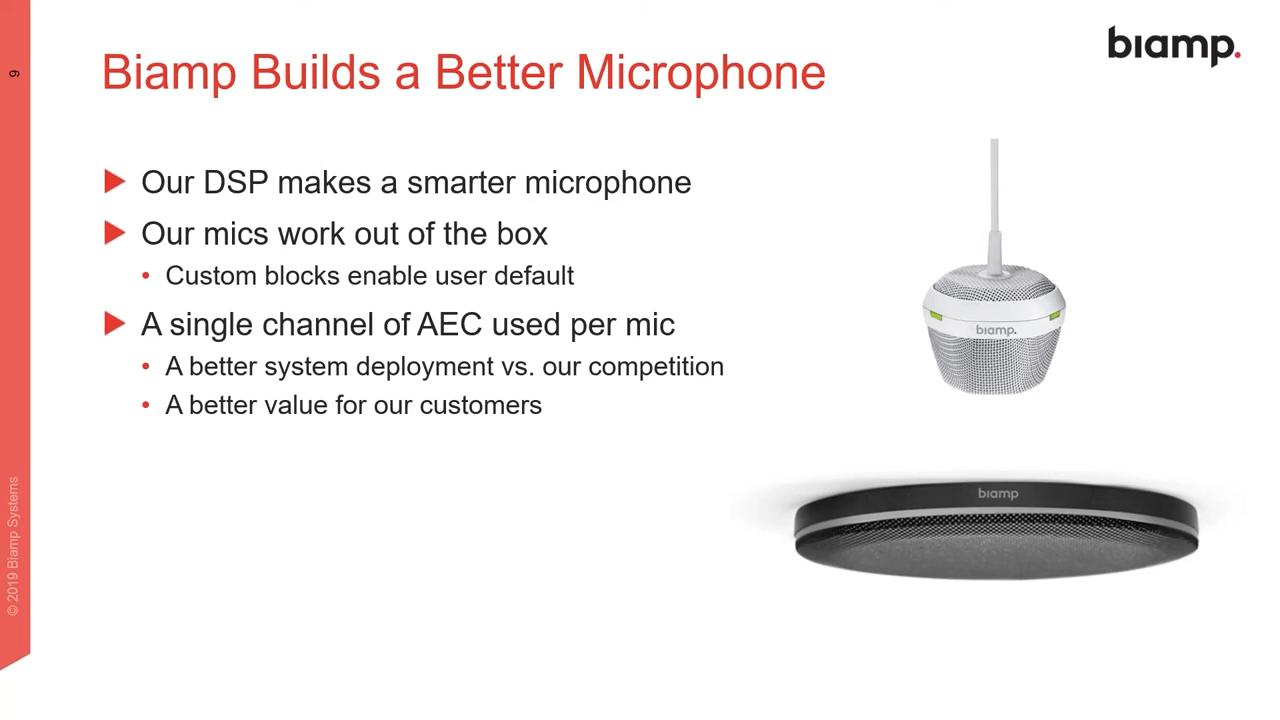 9
biamp.
Biamp Builds a Better Microphone
Our DSP makes a smarter microphone
Our mics work out of the box
Custom blocks enable user default
A single channel of AEC used per mic
A better system deployment vs. our competition
A better value for our customers
biamp.
biamp
© 2019 Biamp Systems